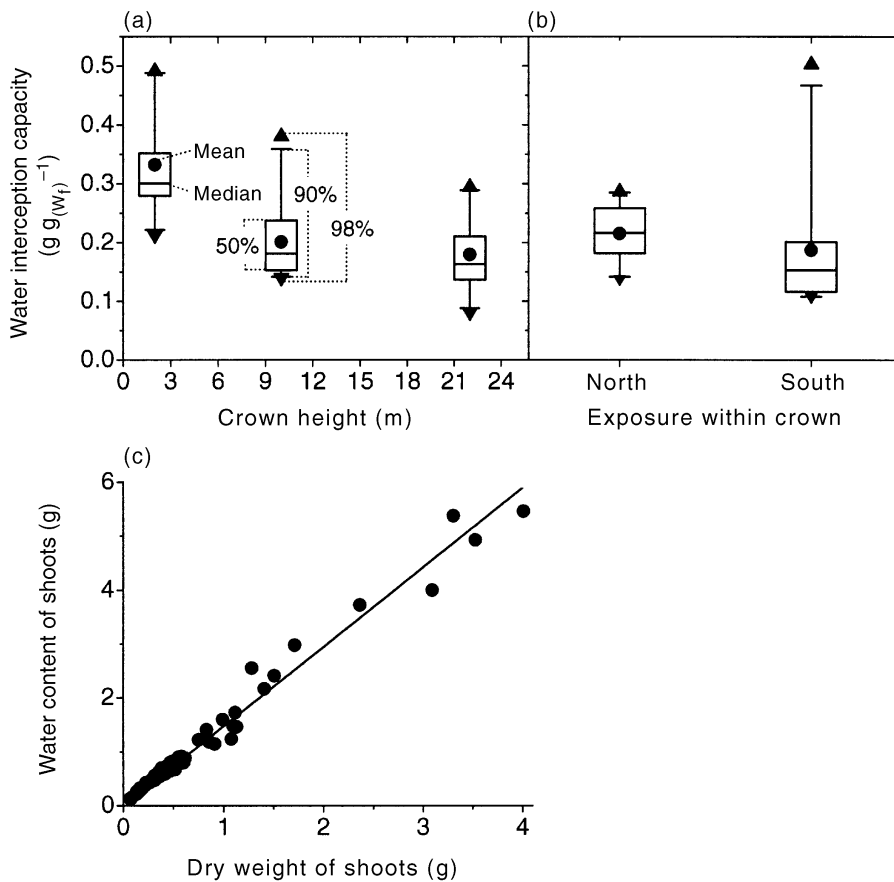 (a)
(b)
Water interception capacity
(g g(wf)−1)
0.5
0.4
0.3
0.2
0.1
0.0
Mean
Median
50%
90%
98%
0 3 6 9 12 15 18 21 24
Crown height (m)
North South
Exposure within crown
(c)
Water content of shoots (g)
6
4
2
0
0 1 2 3 4
Dry weight of shoots (g)